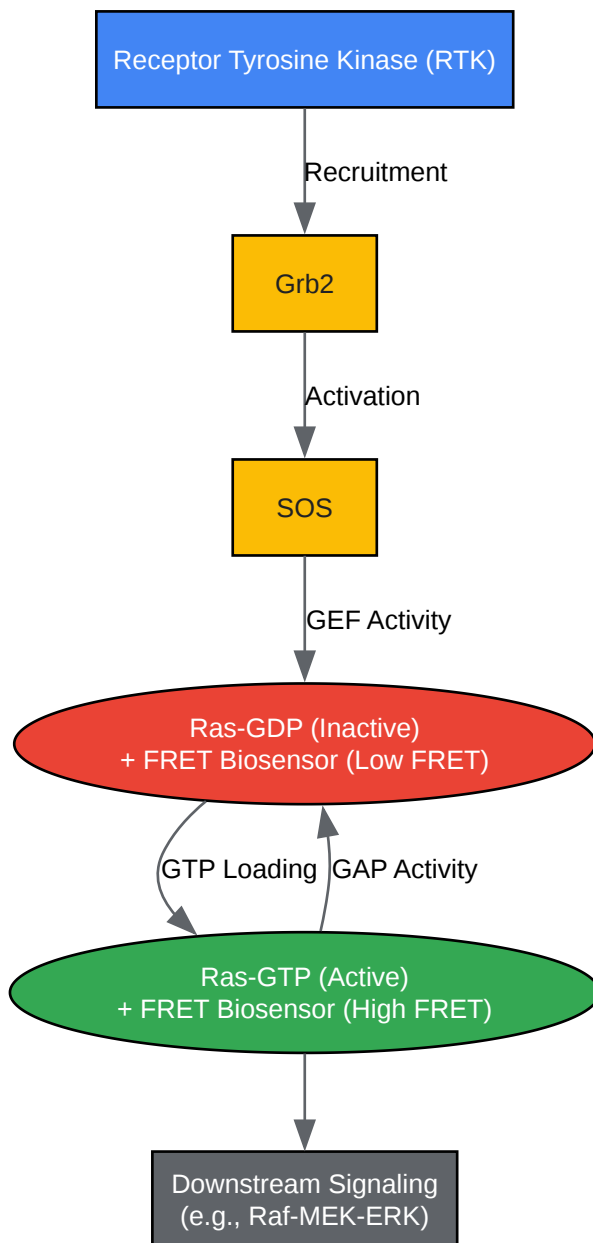 Receptor Tyrosine Kinase (RTK)
Recruitment
Grb2
Activation
SOS
GEF Activity
Ras-GDP (Inactive)
+ FRET Biosensor (Low FRET)
GTP Loading
GAP Activity
Ras-GTP (Active)
+ FRET Biosensor (High FRET)
Downstream Signaling
(e.g., Raf-MEK-ERK)